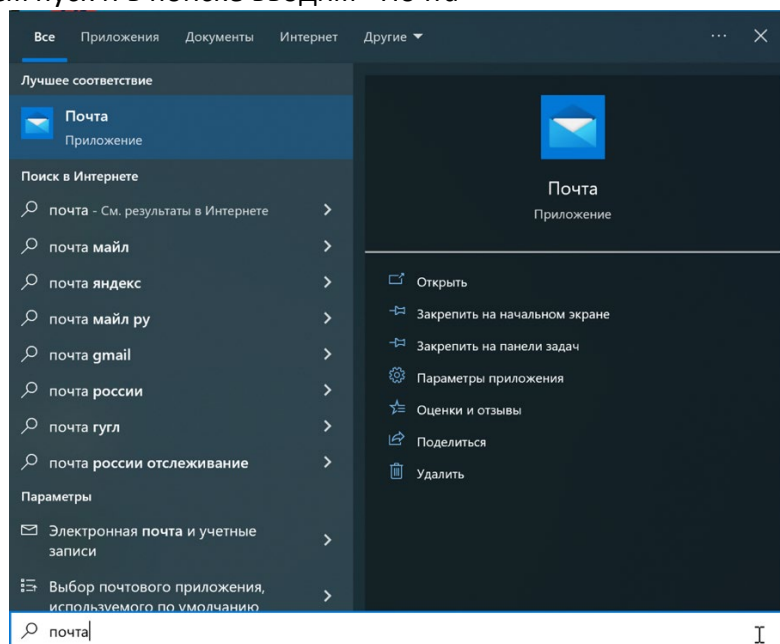 Все Приложения Документы Интернет Другие
Лучшее соответствие
Почта
Приложение
Поиск в Интернете
почта - См. результаты в Интернете
почта майл
почта яндекс
почта майл ру
почта gmail
почта россии
почта гугл
почта россии отслеживание
Параметры
Электронная почта и учетные
записи
Выбор почтового приложения,
используемого по умолчанию
почта
Почта
Приложение
Открыть
Закрепить на начальном экране
Закрепить на панели задач
Параметры приложения
Оценки и отзывы
Поделиться
Удалить